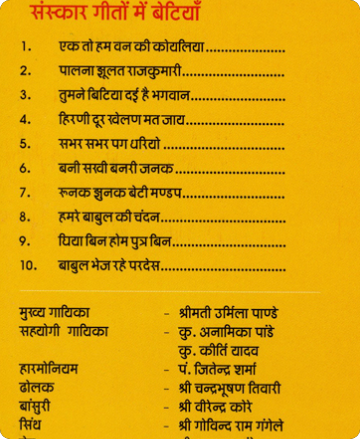 संस्कार गीतों में बेटियाँ
1. एक तो हम वन की कोयलिया.....................
2. पालना झूलत राजकुमारी...........................
3. तुमने बिटिया दई है भगवान.........................
4. हिरणी दूर खेलण मत जाय..........................
5. सभर सभर पग धरियो ................................
6. बनी सखी बनरी जनक .............................
7. रूनक झुनक बेटी मण्डप...........................
8. हमरे बाबुल की चंदन.................................
9. घिया बिन होम पुत्र बिन.............................
10. बाबुल भेज रहे परदेस................................
मुख्य गायिका - श्रीमती उर्मिला पाण्डे
सहयोगी गायिका - कु. अनामिका पांडे
कु. कीर्ति यादव
हारमोनियम - पं. जितेन्द्र शर्मा
ढोलक - श्री चन्द्रभूषण तिवारी
बांसुरी - श्री वीरेन्द्र कोरे
सिंथ - श्री गोविन्द राम गंगेले